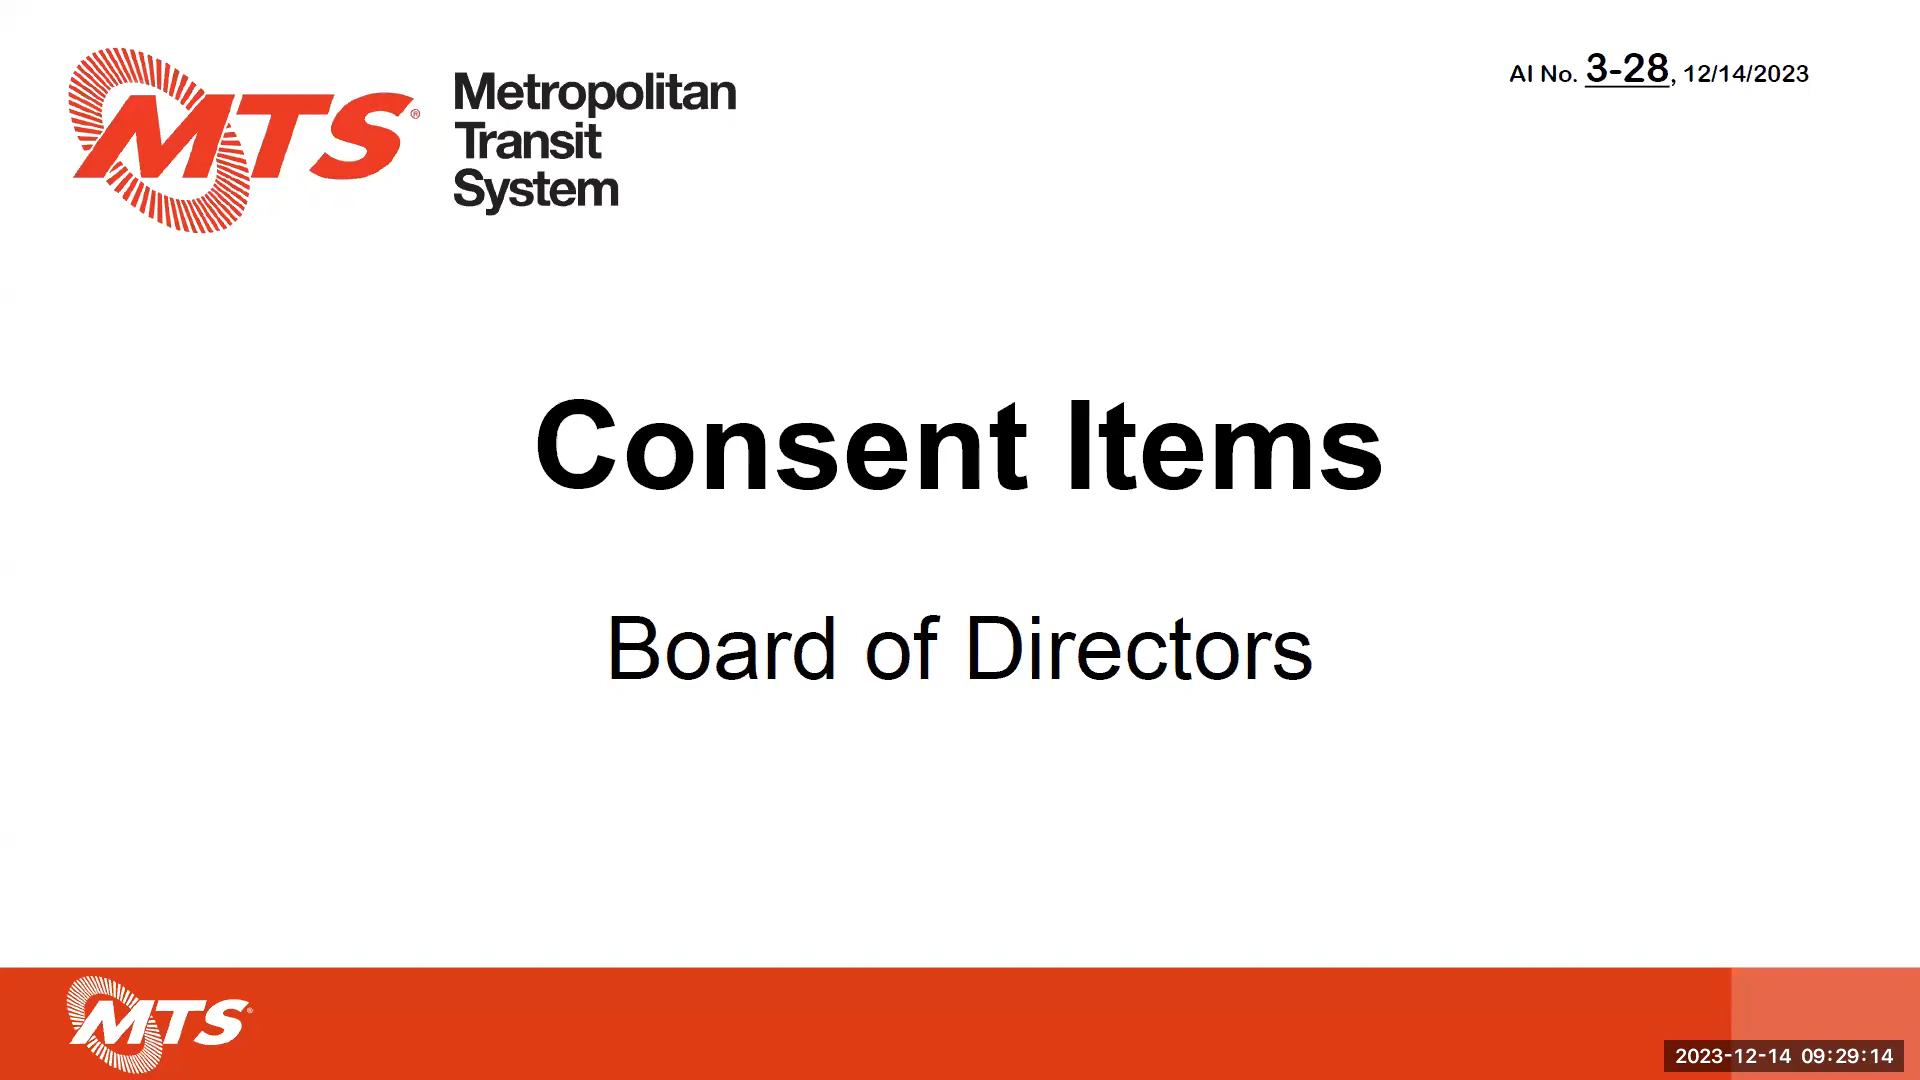 MTS®
Metropolitan
Transit
System
AI No. 3-28, 12/14/2023
Consent Items
Board of Directors
MTS®
2023-12-14 09:29:14